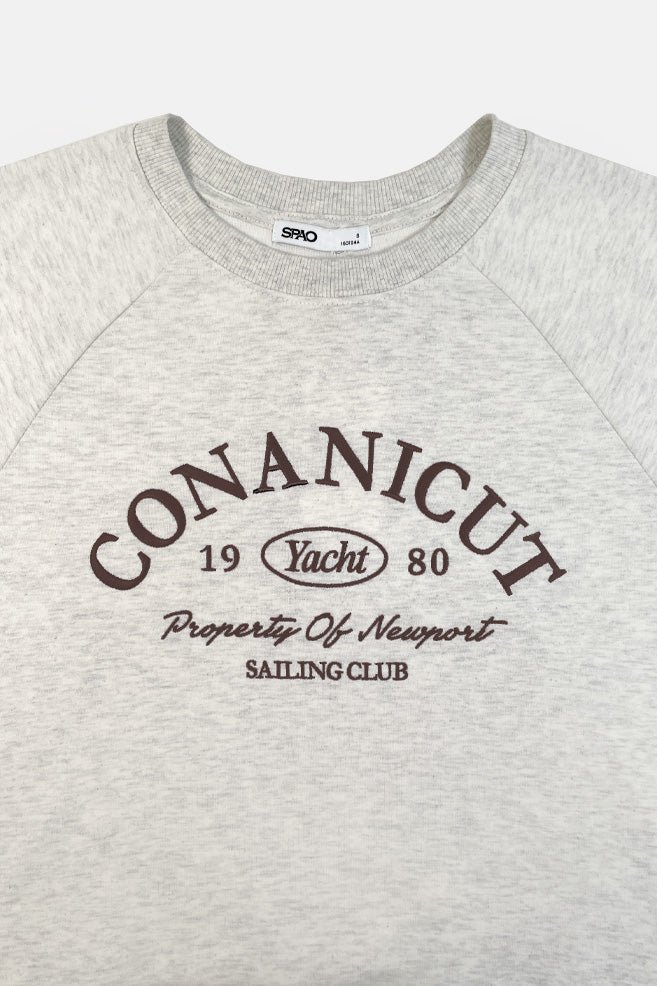 SPAO
S
CONANICUT
19 Yacht 80
Property Of Newport
SAILING CLUB